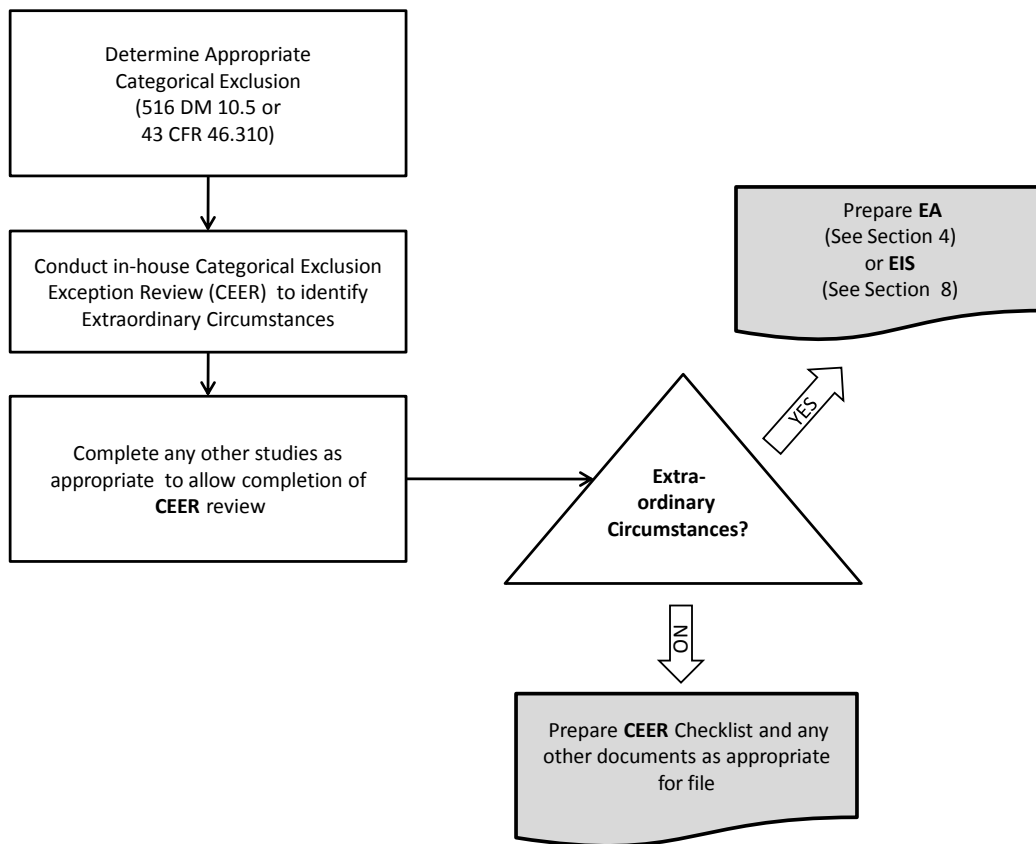 Determine Appropriate
Categorical Exclusion
(516 DM 10.5 or
43 CFR 46.310)
Conduct in-house Categorical Exclusion
Exception Review (CEER) to identify
Extraordinary Circumstances
Complete any other studies as
appropriate to allow completion of
CEER review
Extra-
ordinary
Circumstances?
YES
Prepare EA
(See Section 4)
or EIS
(See Section 8)
NO
Prepare CEER Checklist and any
other documents as appropriate
for file